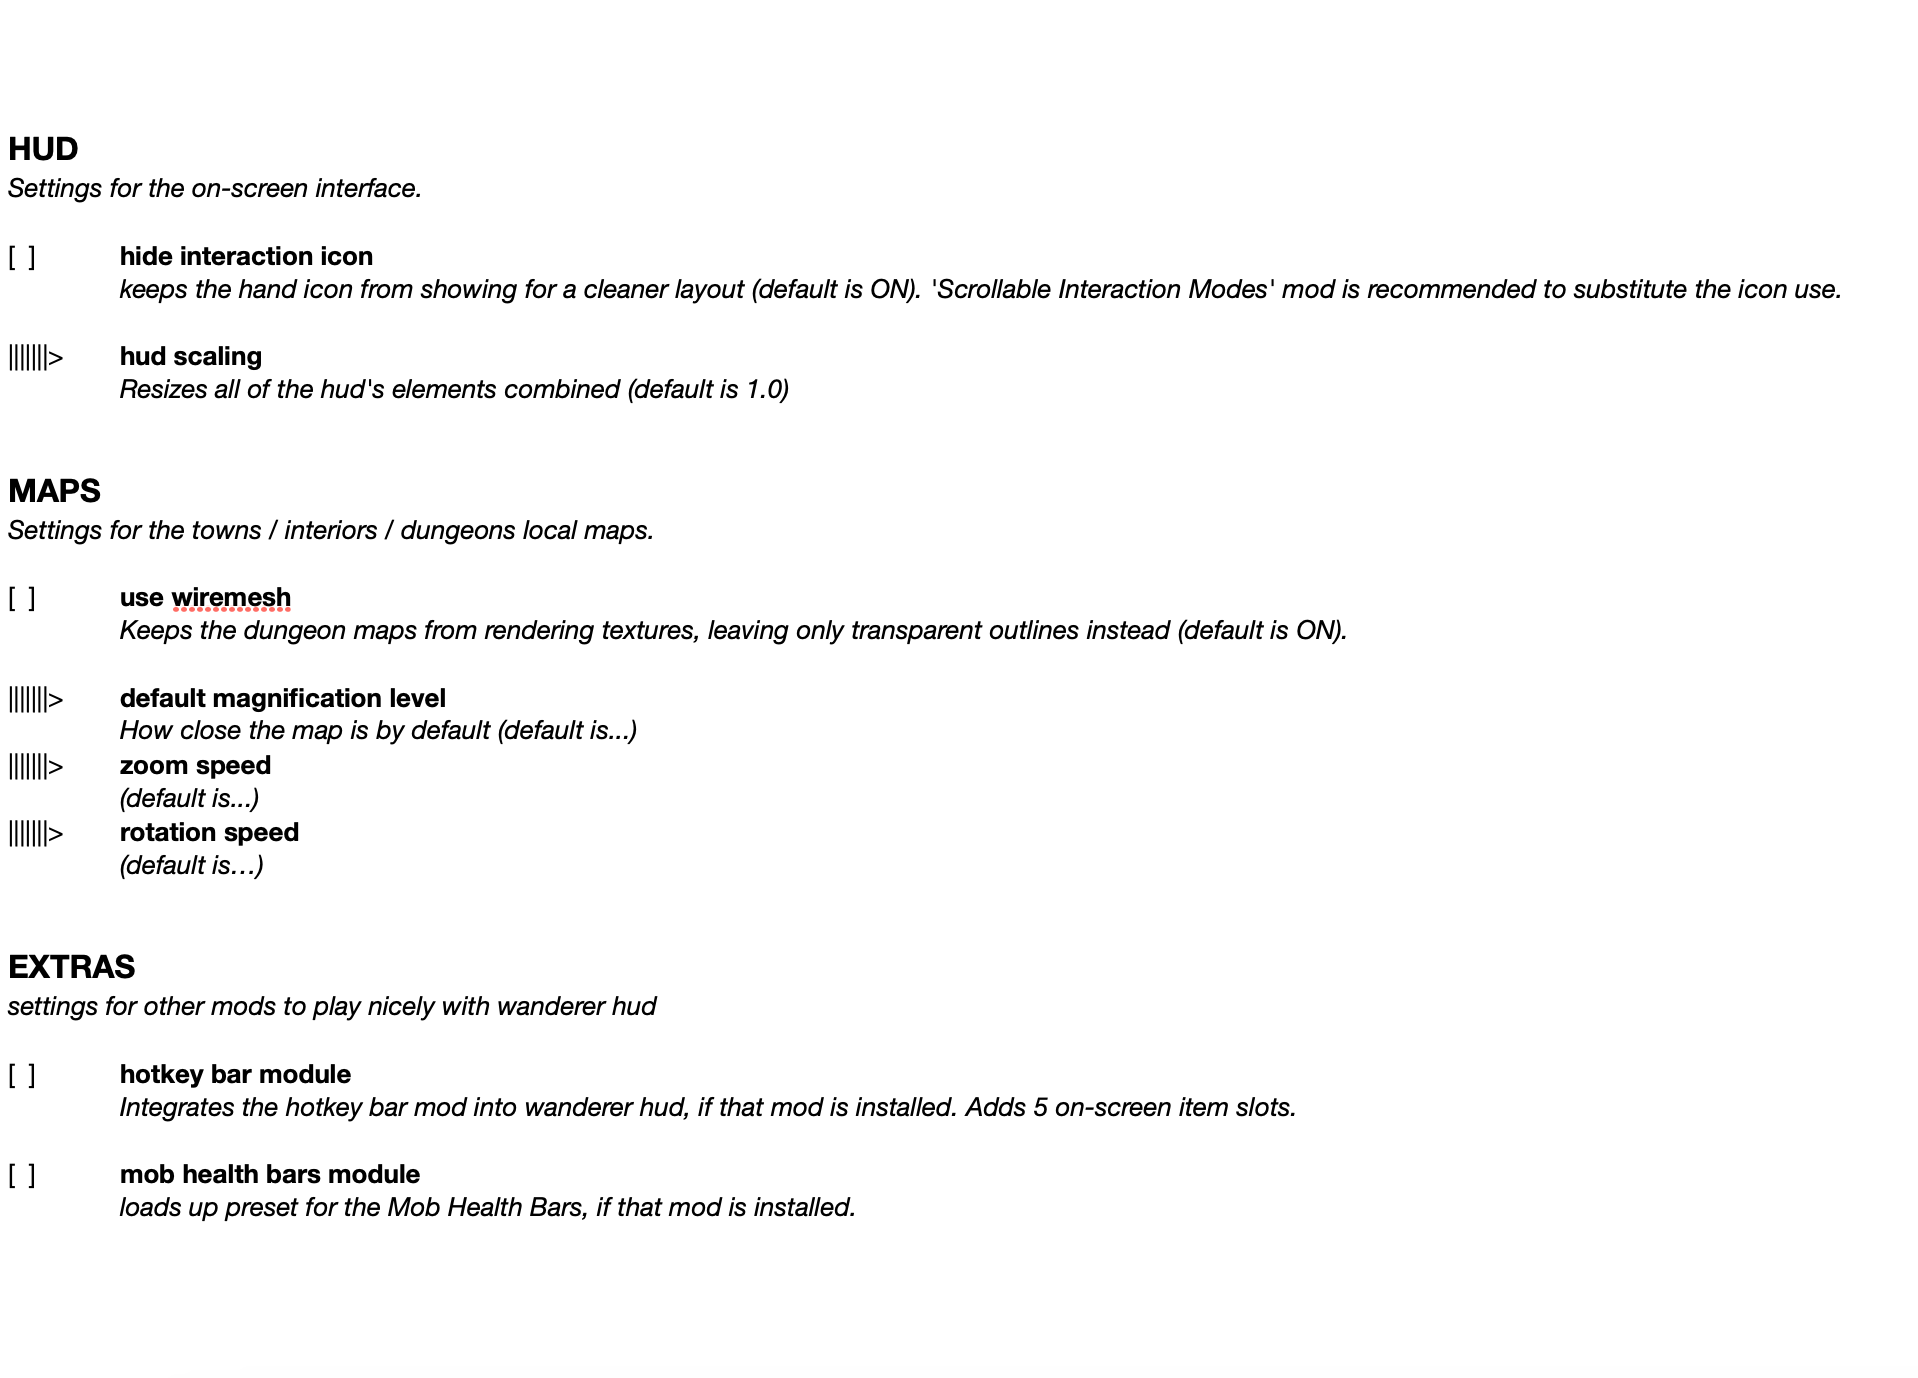 HUD
Settings for the on-screen interface.
[ ] hide interaction icon
keeps the hand icon from showing for a cleaner layout (default is ON). 'Scrollable Interaction Modes' mod is recommended to substitute the icon use.
|||||||> hud scaling
Resizes all of the hud's elements combined (default is 1.0)
MAPS
Settings for the towns / interiors / dungeons local maps.
[ ] use wiremesh
Keeps the dungeon maps from rendering textures, leaving only transparent outlines instead (default is ON).
|||||||> default magnification level
How close the map is by default (default is...)
|||||||> zoom speed
(default is...)
|||||||> rotation speed
(default is…)
EXTRAS
settings for other mods to play nicely with wanderer hud
[ ] hotkey bar module
Integrates the hotkey bar mod into wanderer hud, if that mod is installed. Adds 5 on-screen item slots.
[ ] mob health bars module
loads up preset for the Mob Health Bars, if that mod is installed.